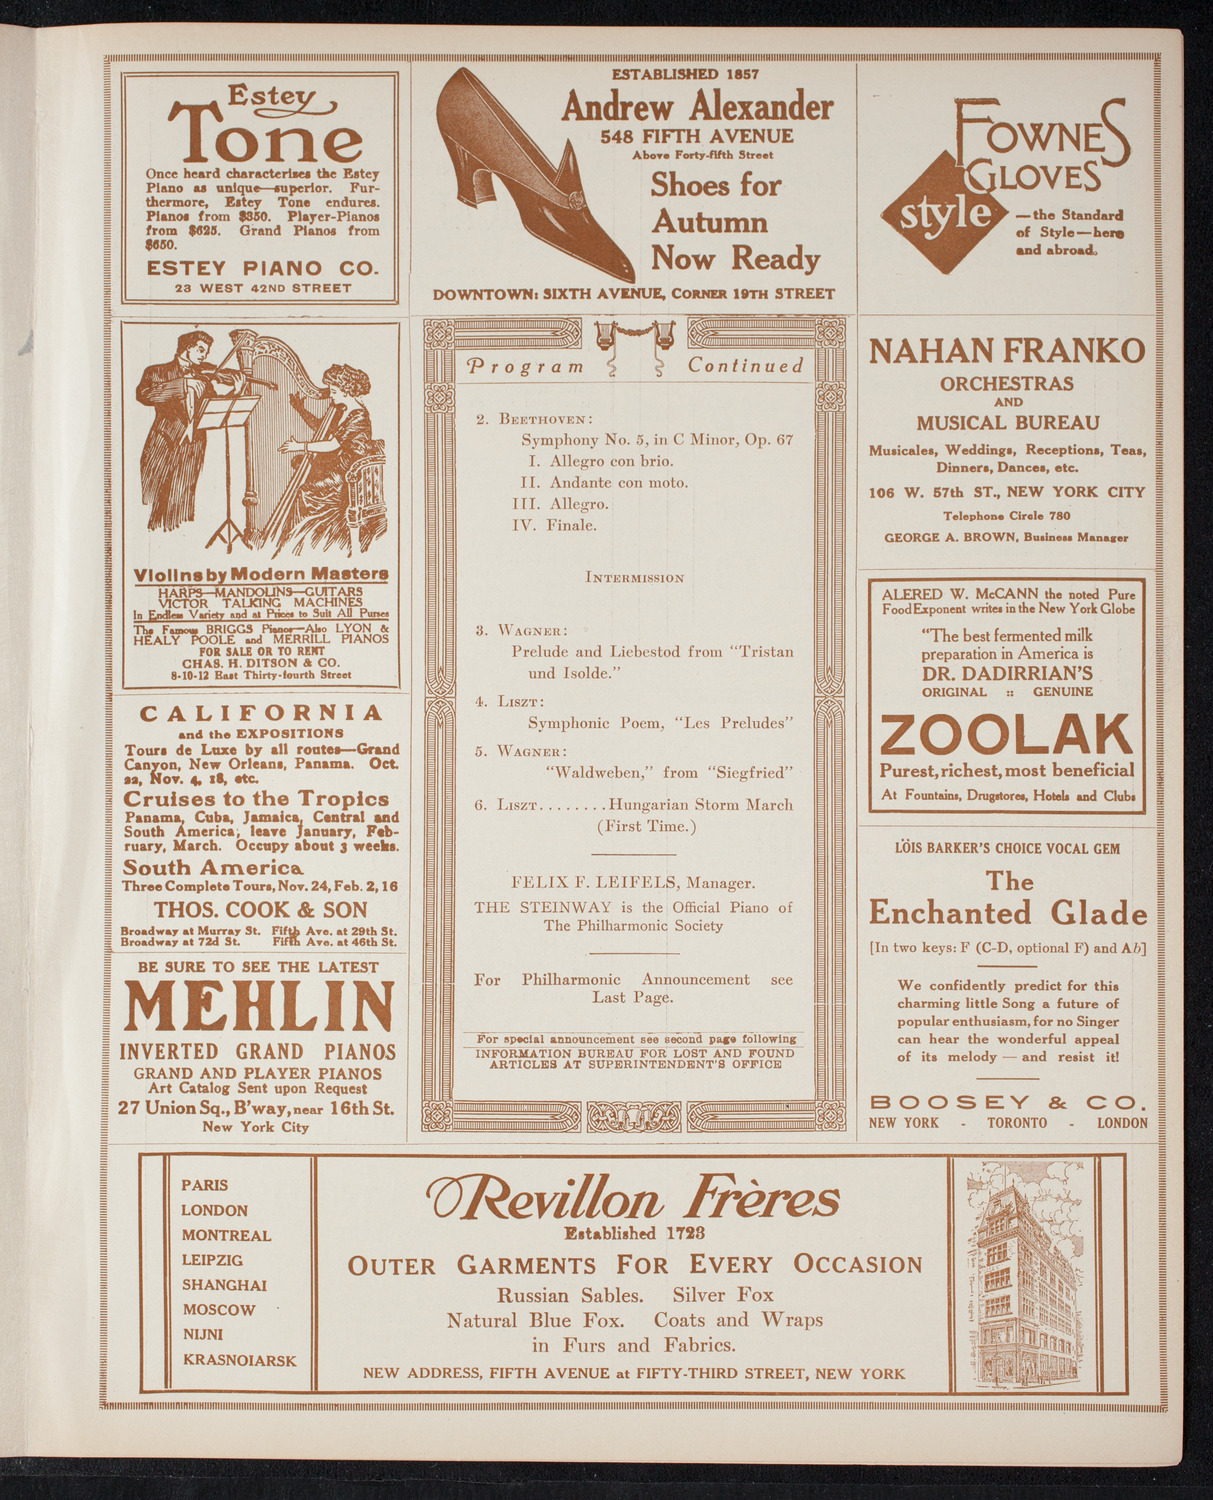 Estey
Tone
Once heard characterizes the Estey
Piano as unique—superior. Fur-
thermore, Estey Tone endures.
Pianos from $350. Player-Pianos
from $625. Grand Pianos from
$650.
ESTEY PIANO CO.
23 WEST 42ND STREET
ESTABLISHED 1857
Andrew Alexander
548 FIFTH AVENUE
Above Forty-fifth Street
Shoes for
Autumn
Now Ready
DOWNTOWN: SIXTH AVENUE, CORNER 19TH STREET
FOWNES
GLOVES
style
—the Standard
of Style—here
and abroad.
Violins by Modern Masters
HARPS—MANDOLINS—GUITARS
VICTOR TALKING MACHINES
In Endless Variety and at Prices to Suit All Purses
The Famous BRIGGS Pianos—Also LYON &
HEALY POOLE and MERRILL PIANOS
FOR SALE OR TO RENT
CHAS. H. DITSON & CO.
8-10-12 East Thirty-fourth Street
CALIFORNIA
and the EXPOSITIONS
Tours de Luxe by all routes—Grand
Canyon, New Orleans, Panama. Oct.
22, Nov. 4, 18, etc.
Cruises to the Tropics
Panama, Cuba, Jamaica, Central and
South America, leave January, Feb-
ruary, March. Occupy about 3 weeks.
South America
Three Complete Tours, Nov. 24, Feb. 2, 16
THOS. COOK & SON
Broadway at Murray St. Fifth Ave. at 29th St.
Broadway at 72d St. Fifth Ave. at 46th St.
BE SURE TO SEE THE LATEST
MEHLIN
INVERTED GRAND PIANOS
GRAND AND PLAYER PIANOS
Art Catalog Sent upon Request
27 Union Sq., B'way, near 16th St.
New York City
Program Continued
2. BEETHOVEN:
Symphony No. 5, in C Minor, Op. 67
I. Allegro con brio.
II. Andante con moto.
III. Allegro.
IV. Finale.
INTERMISSION
3. WAGNER:
Prelude and Liebestod from "Tristan
und Isolde."
4. LISZT:
Symphonic Poem, "Les Preludes"
5. WAGNER:
"Waldweben," from "Siegfried"
6. LISZT........Hungarian Storm March
(First Time.)
FELIX F. LEIFELS, Manager.
THE STEINWAY is the Official Piano of
The Philharmonic Society
For Philharmonic Announcement see
Last Page.
For special announcement see second page following
INFORMATION BUREAU FOR LOST AND FOUND
ARTICLES AT SUPERINTENDENT'S OFFICE
NAHAN FRANKO
ORCHESTRAS
AND
MUSICAL BUREAU
Musicales, Weddings, Receptions, Teas,
Dinners, Dances, etc.
106 W. 57th ST., NEW YORK CITY
Telephone Circle 780
GEORGE A. BROWN, Business Manager
ALERED W. McCANN the noted Pure
Food Exponent writes in the New York Globe
"The best fermented milk
preparation in America is
DR. DADIRRIAN'S
ORIGINAL :: GENUINE
ZOOLAK
Purest, richest, most beneficial
At Fountains, Drugstores, Hotels and Clubs
LÖIS BARKER'S CHOICE VOCAL GEM
The
Enchanted Glade
[In two keys: F (C-D, optional F) and Ab]
We confidently predict for this
charming little Song a future of
popular enthusiasm, for no Singer
can hear the wonderful appeal
of its melody — and resist it!
BOOSEY & CO.
NEW YORK - TORONTO - LONDON
PARIS
LONDON
MONTREAL
LEIPZIG
SHANGHAI
MOSCOW
NIJNI
KRASNOIARSK
Revillon Frères
Established 1723
OUTER GARMENTS FOR EVERY OCCASION
Russian Sables. Silver Fox
Natural Blue Fox. Coats and Wraps
in Furs and Fabrics.
NEW ADDRESS, FIFTH AVENUE at FIFTY-THIRD STREET, NEW YORK